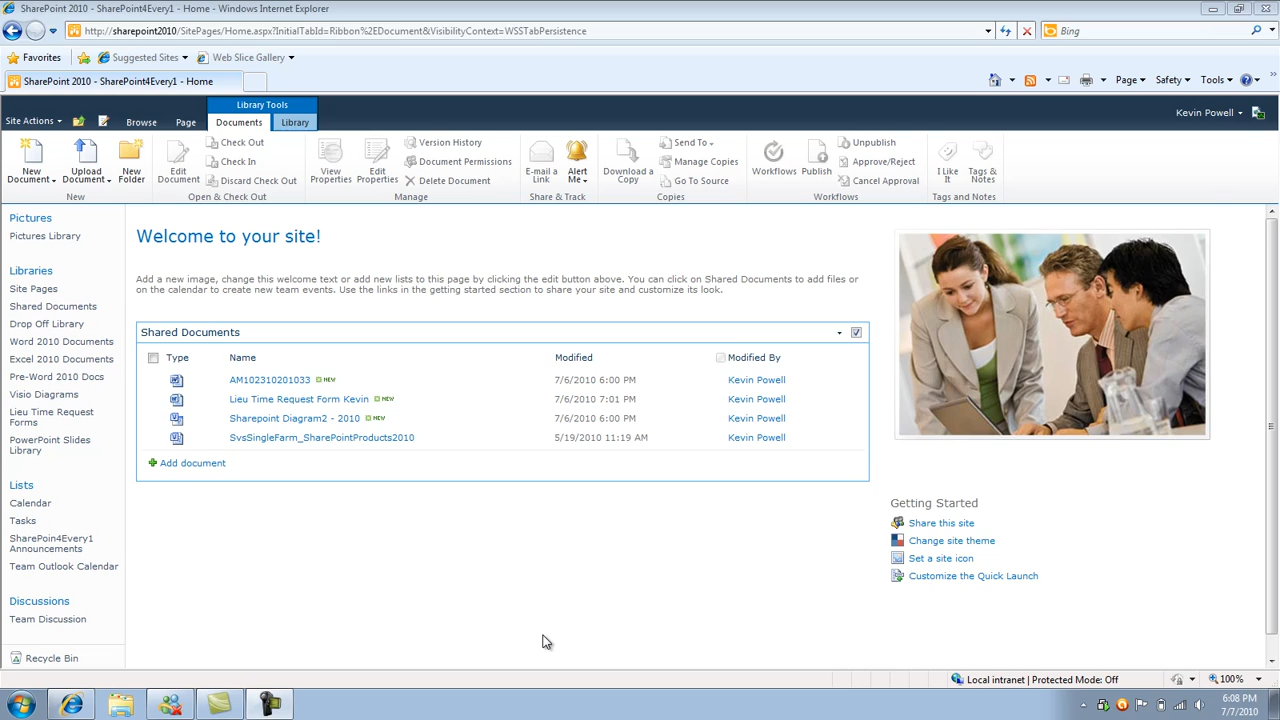 SharePoint 2010 - SharePoint4Every1 - Home - Windows Internet Explorer
http://sharepoint2010/SitePages/Home.aspx?InitialTabId=Ribbon%2EDocument&VisibilityContext=WSSTabPersistence
Bing
Favorites
Suggested Sites
Web Slice Gallery
SharePoint 2010 - SharePoint4Every1 - Home
Page
Safety
Tools
Library Tools
Site Actions
Browse
Page
Documents
Library
Kevin Powell
New Document
Upload Document
New Folder
Edit Document
Check Out
Check In
Discard Check Out
View Properties
Edit Properties
Version History
Document Permissions
Delete Document
E-mail a Link
Alert Me
Download a Copy
Send To
Manage Copies
Go To Source
Workflows
Publish
Unpublish
Approve/Reject
Cancel Approval
I Like It
Tags & Notes
New
Open & Check Out
Manage
Share & Track
Copies
Workflows
Tags and Notes
Pictures
Pictures Library
Libraries
Site Pages
Shared Documents
Drop Off Library
Word 2010 Documents
Excel 2010 Documents
Pre-Word 2010 Docs
Visio Diagrams
Lieu Time Request
Forms
PowerPoint Slides
Library
Lists
Calendar
Tasks
SharePoin4Every1
Announcements
Team Outlook Calendar
Discussions
Team Discussion
Recycle Bin
Welcome to your site!
Add a new image, change this welcome text or add new lists to this page by clicking the edit button above. You can click on Shared Documents to add files or
on the calendar to create new team events. Use the links in the getting started section to share your site and customize its look.
Shared Documents
Type Name Modified Modified By
AM102310201033 NEW 7/6/2010 6:00 PM Kevin Powell
Lieu Time Request Form Kevin NEW 7/6/2010 7:01 PM Kevin Powell
Sharepoint Diagram2 - 2010 NEW 7/6/2010 6:00 PM Kevin Powell
SvsSingleFarm_SharePointProducts2010 5/19/2010 11:19 AM Kevin Powell
Add document
Getting Started
Share this site
Change site theme
Set a site icon
Customize the Quick Launch
Local intranet | Protected Mode: Off
100%
6:08 PM
7/7/2010